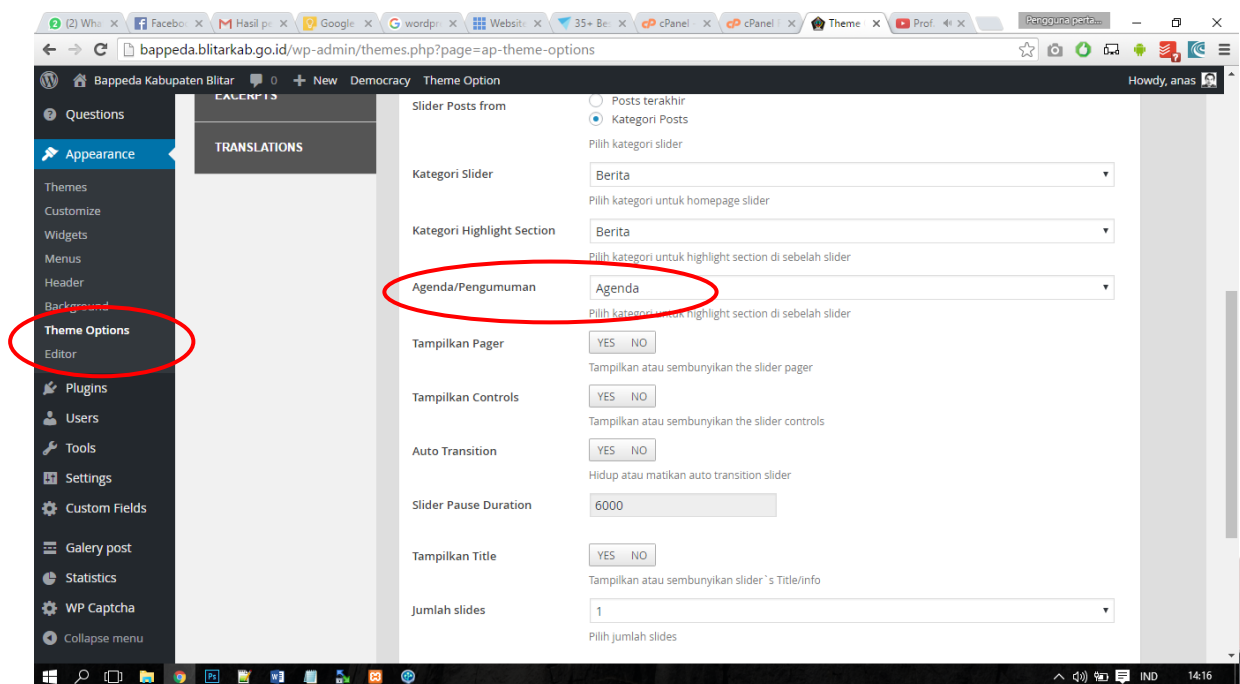 (2) Wha
Facebo
Hasil pe
Google
wordpr
Website
35+ Be
cPanel
cPanel
Theme
Prof.
Pengguna perta...
bappeda.blitarkab.go.id/wp-admin/themes.php?page=ap-theme-options
Bappeda Kabupaten Blitar 0 + New Democracy Theme Option Howdy, anas
Questions
Appearance
Themes
Customize
Widgets
Menus
Header
Background
Theme Options
Editor
Plugins
Users
Tools
Settings
Custom Fields
Galery post
Statistics
WP Captcha
Collapse menu
EXCERPTS
TRANSLATIONS
Slider Posts from
Posts terakhir
Kategori Posts
Pilih kategori slider
Kategori Slider
Berita
Pilih kategori untuk homepage slider
Kategori Highlight Section
Berita
Pilih kategori untuk highlight section di sebelah slider
Agenda/Pengumuman
Agenda
Pilih kategori untuk highlight section di sebelah slider
Tampilkan Pager
YES NO
Tampilkan atau sembunyikan the slider pager
Tampilkan Controls
YES NO
Tampilkan atau sembunyikan the slider controls
Auto Transition
YES NO
Hidup atau matikan auto transition slider
Slider Pause Duration
6000
Tampilkan Title
YES NO
Tampilkan atau sembunyikan slider`s Title/info
Jumlah slides
1
Pilih jumlah slides
IND 14:16